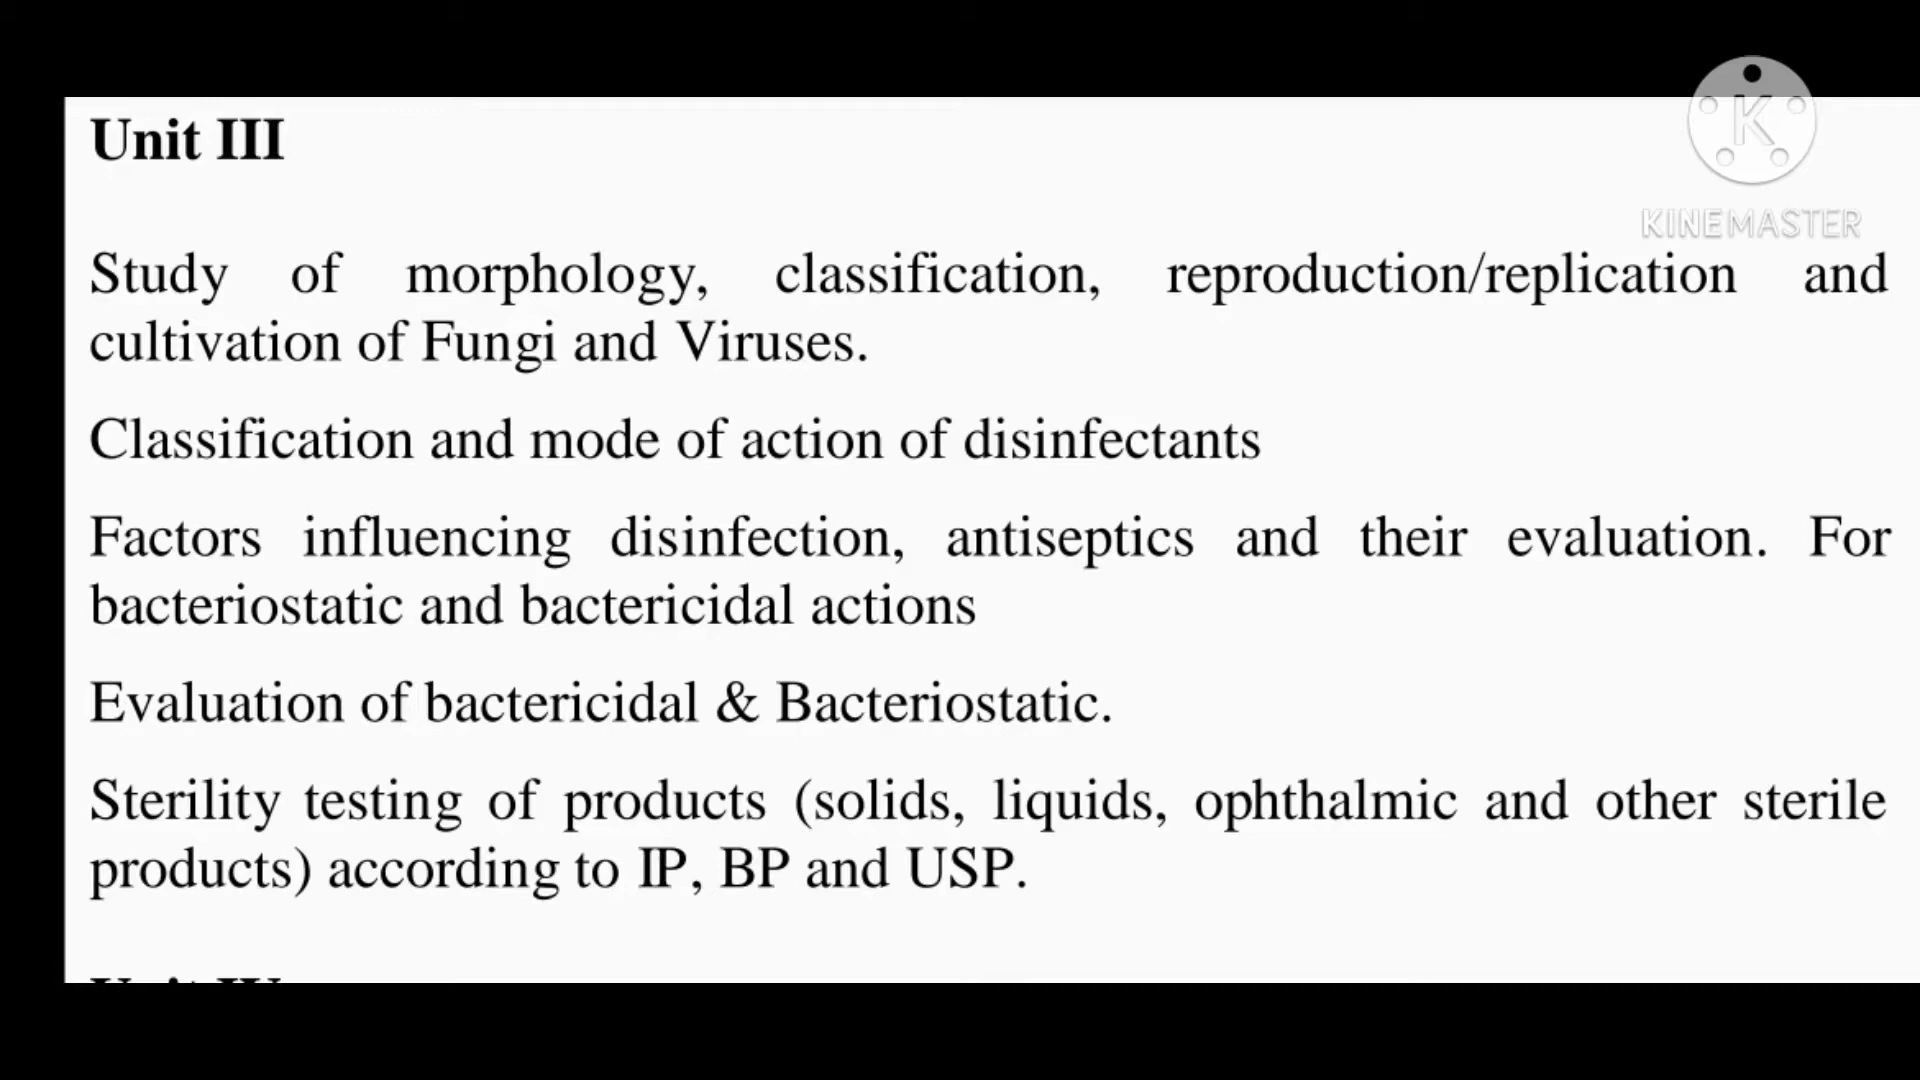 Unit III
K
KINEMASTER
Study of morphology, classification, reproduction/replication and
cultivation of Fungi and Viruses.
Classification and mode of action of disinfectants
Factors influencing disinfection, antiseptics and their evaluation. For
bacteriostatic and bactericidal actions
Evaluation of bactericidal & Bacteriostatic.
Sterility testing of products (solids, liquids, ophthalmic and other sterile
products) according to IP, BP and USP.